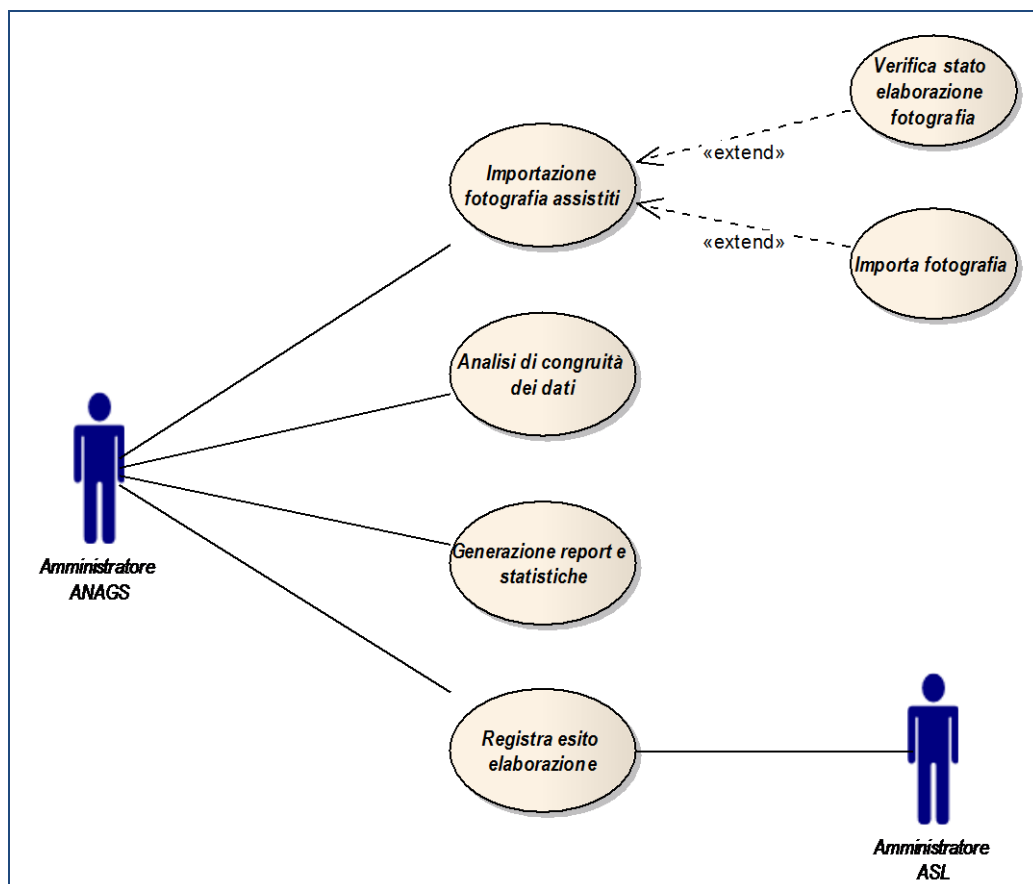 Verifica stato
elaborazione
fotografia
«extend»
Importazione
fotografia assistiti
«extend»
Importa fotografia
Analisi di congruità
dei dati
Amministratore
ANAGS
Generazione report e
statistiche
Registra esito
elaborazione
Amministratore
ASL